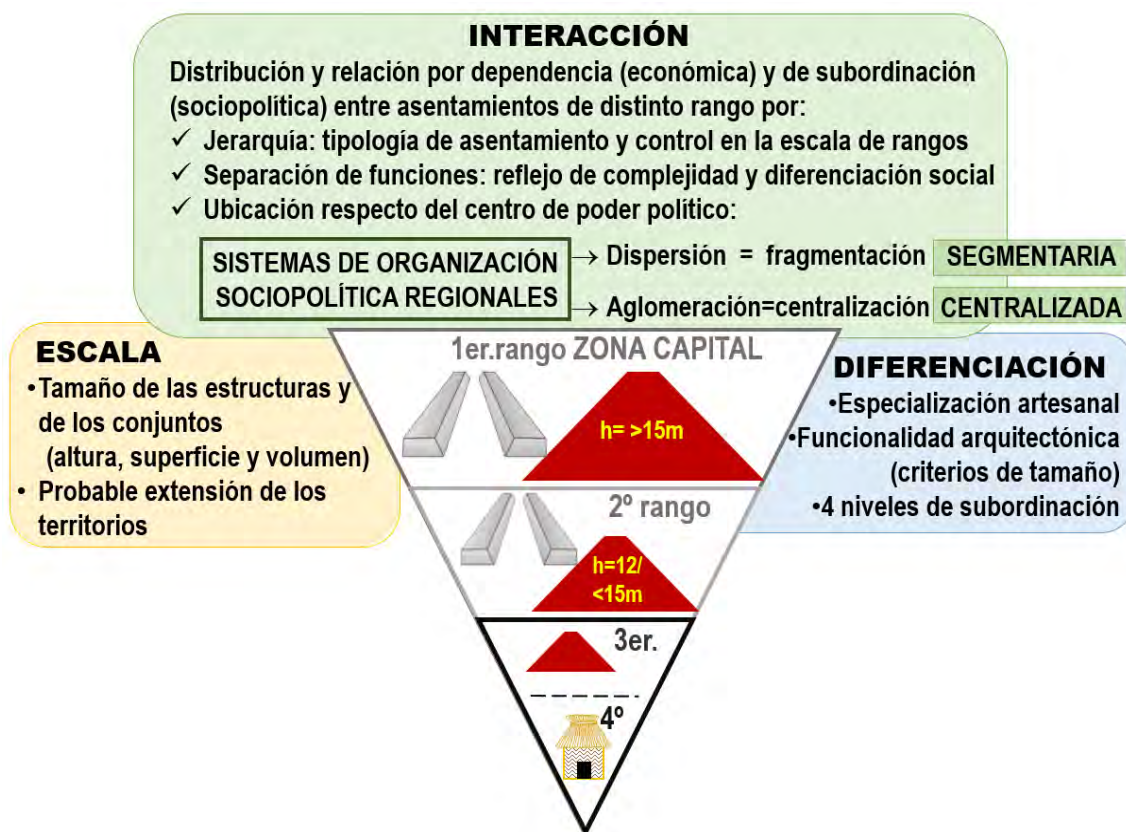 INTERACCIÓN
Distribución y relación por dependencia (económica) y de subordinación
(sociopolítica) entre asentamientos de distinto rango por:
✓ Jerarquía: tipología de asentamiento y control en la escala de rangos
✓ Separación de funciones: reflejo de complejidad y diferenciación social
✓ Ubicación respecto del centro de poder político:
SISTEMAS DE ORGANIZACIÓN
SOCIOPOLÍTICA REGIONALES
→ Dispersión = fragmentación SEGMENTARIA
→ Aglomeración=centralización CENTRALIZADA
ESCALA
•Tamaño de las estructuras y
de los conjuntos
(altura, superficie y volumen)
• Probable extensión de los
territorios
1er.rango ZONA CAPITAL
h= >15m
2º rango
h=12/
<15m
3er.
4º
DIFERENCIACIÓN
•Especialización artesanal
•Funcionalidad arquitectónica
(criterios de tamaño)
•4 niveles de subordinación